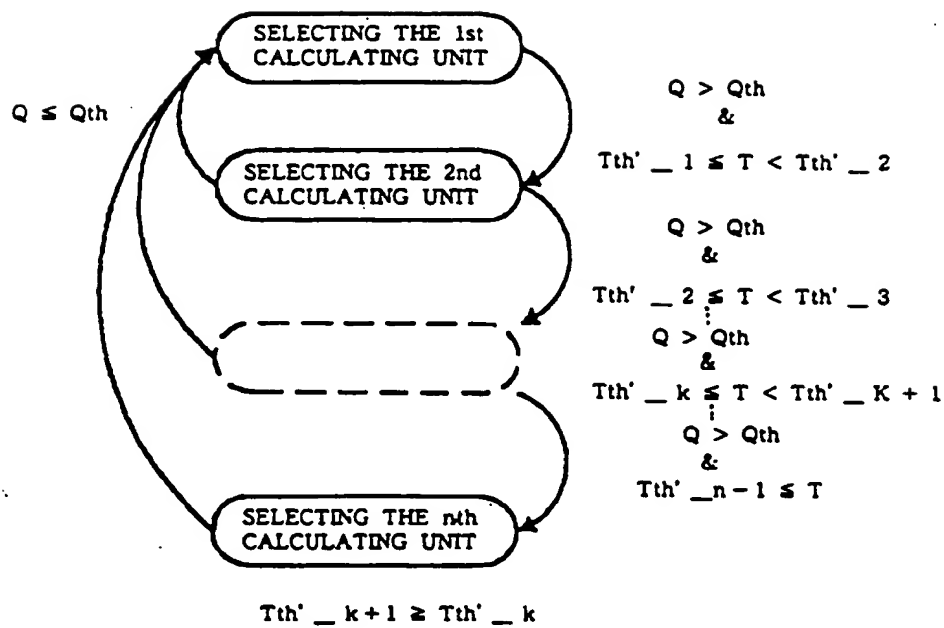 SELECTING THE 1st
CALCULATING UNIT
Q ≤ Qth
Q > Qth
&
Tth' _ 1 ≤ T < Tth' _ 2
SELECTING THE 2nd
CALCULATING UNIT
Q > Qth
&
Tth' _ 2 ≤ T < Tth' _ 3
Q > Qth
&
Tth' _ k ≤ T < Tth' _ K + 1
Q > Qth
&
Tth' _n-1 ≤ T
SELECTING THE nth
CALCULATING UNIT
Tth' _ k+1 ≥ Tth' _ k